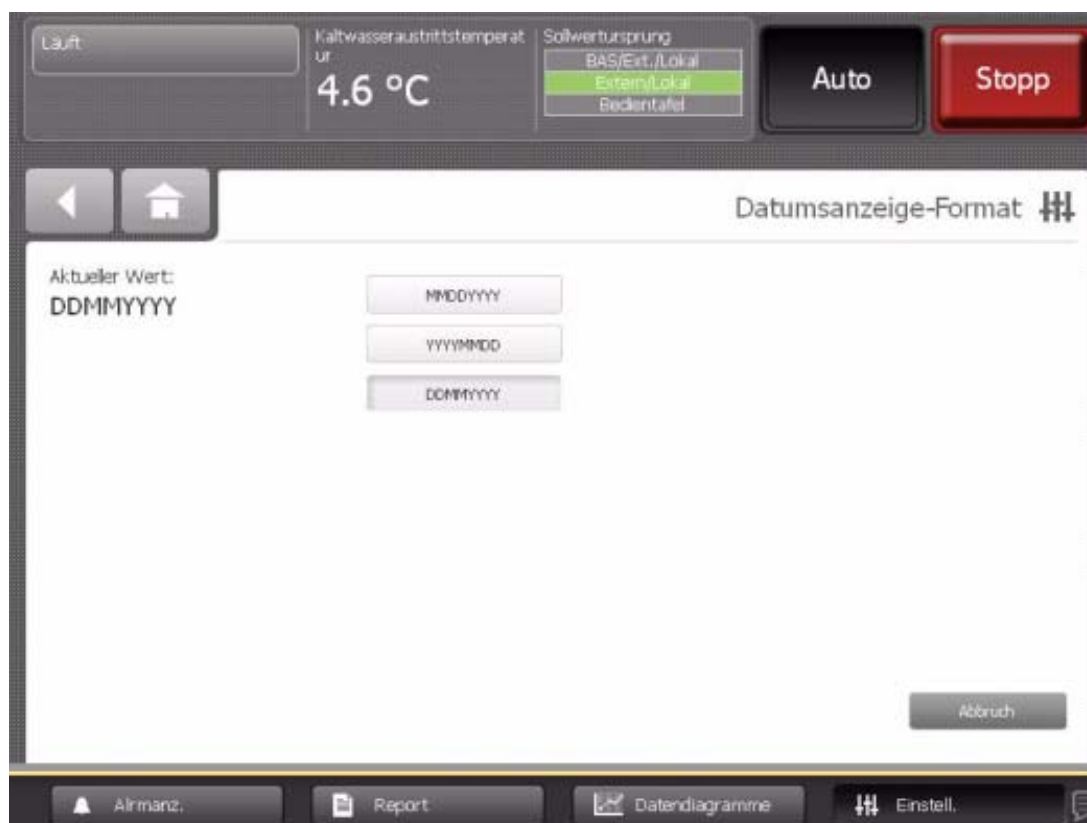 Läuft
Kaltwasseraustrittstemperat
ur
4.6 °C
Sollwertursprung
BAS/Ext./Lokal
Extern/Lokal
Bedientafel
Auto
Stopp
Datumsanzeige-Format
Aktueller Wert:
DDMMYYYY
MMDDYYYY
YYYYMMDD
DDMMYYYY
Abbruch
Alrmanz.
Report
Datendiagramme
Einstell.